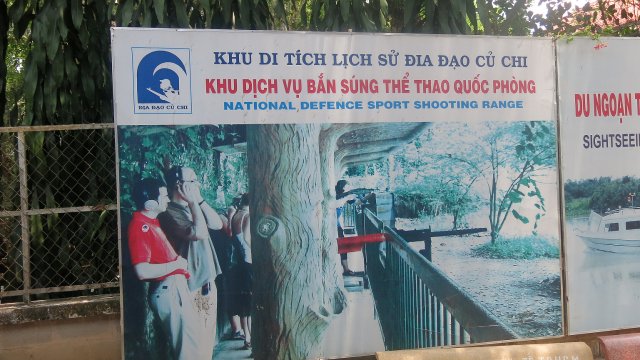 KHU DI TÍCH LỊCH SỬ ĐỊA ĐẠO CỦ CHI
KHU DỊCH VỤ BẮN SÚNG THỂ THAO QUỐC PHÒNG
NATIONAL DEFENCE SPORT SHOOTING RANGE
ĐỊA ĐẠO CỦ CHI
DU NGOẠN
SIGHTSEEI